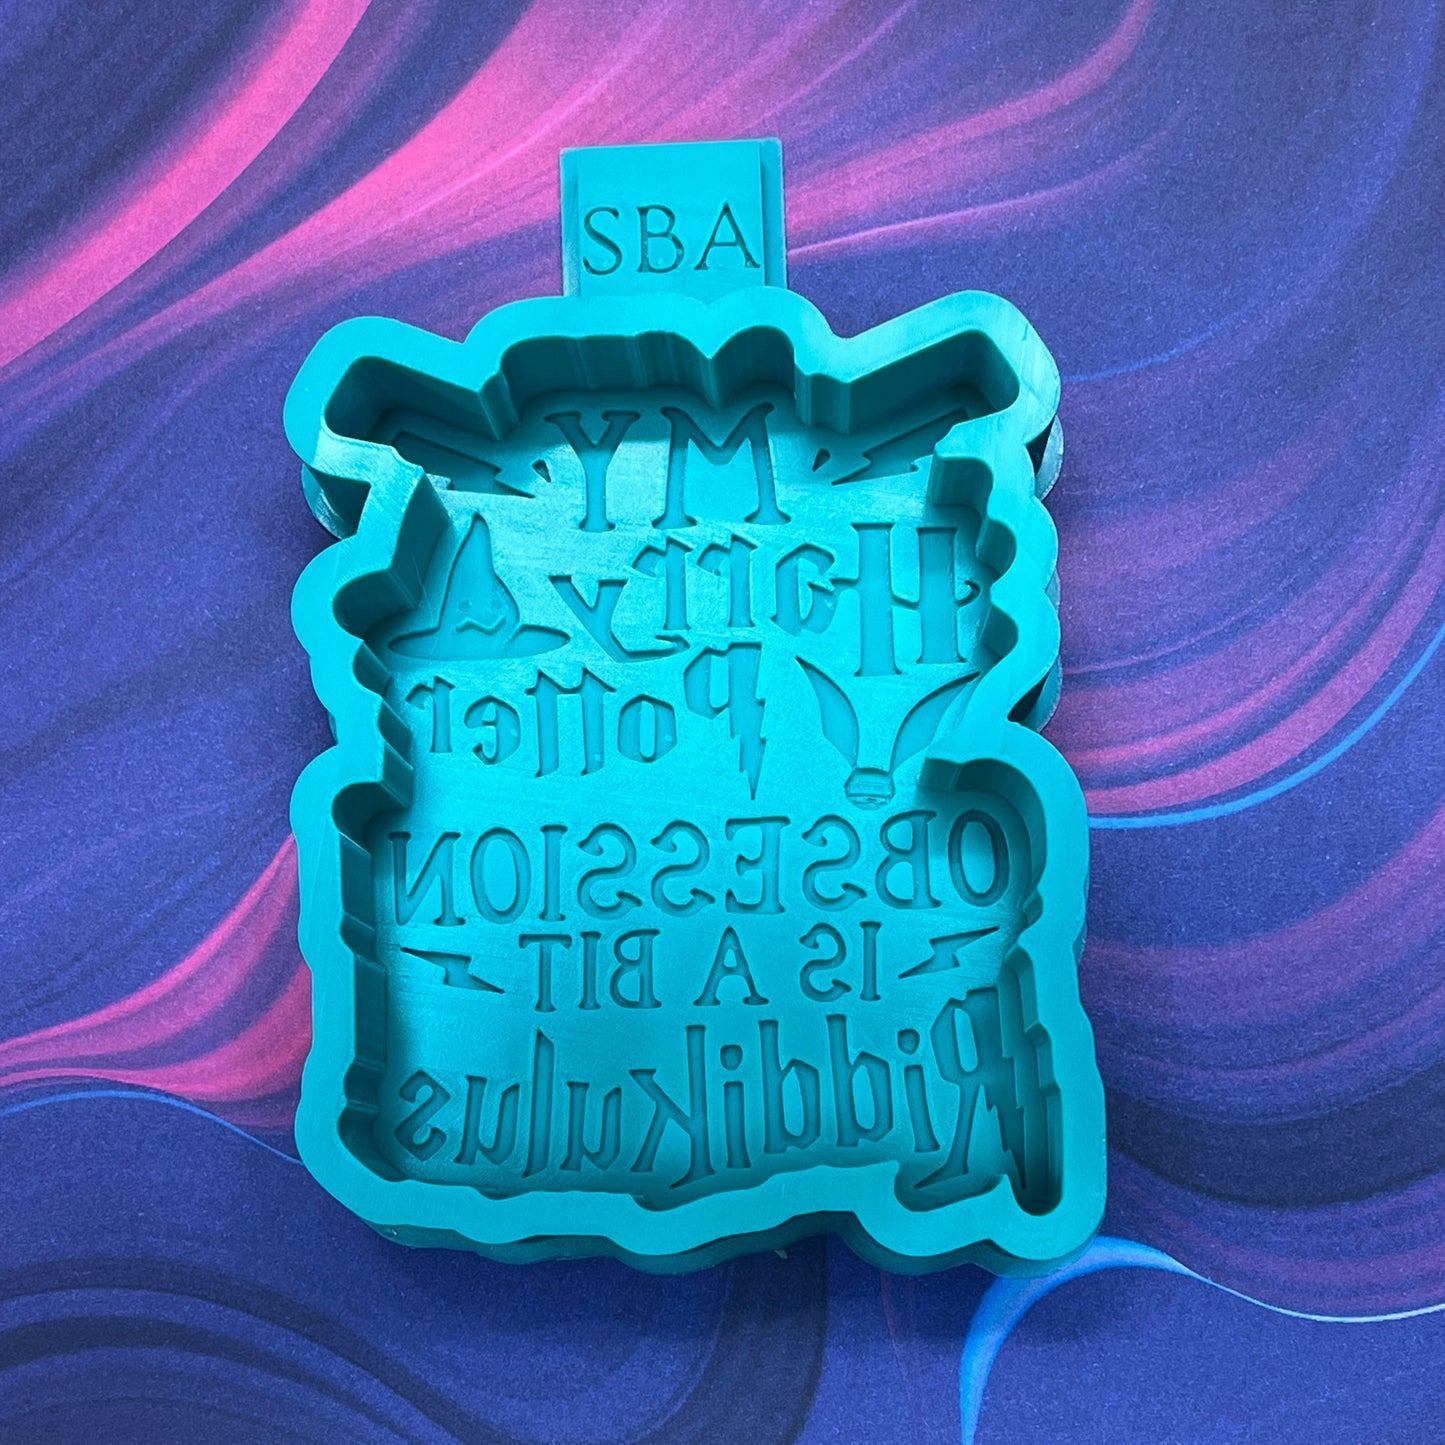 SBA
MY
Harry
Potter
OBSESSION
IS A BIT
Riddikulus